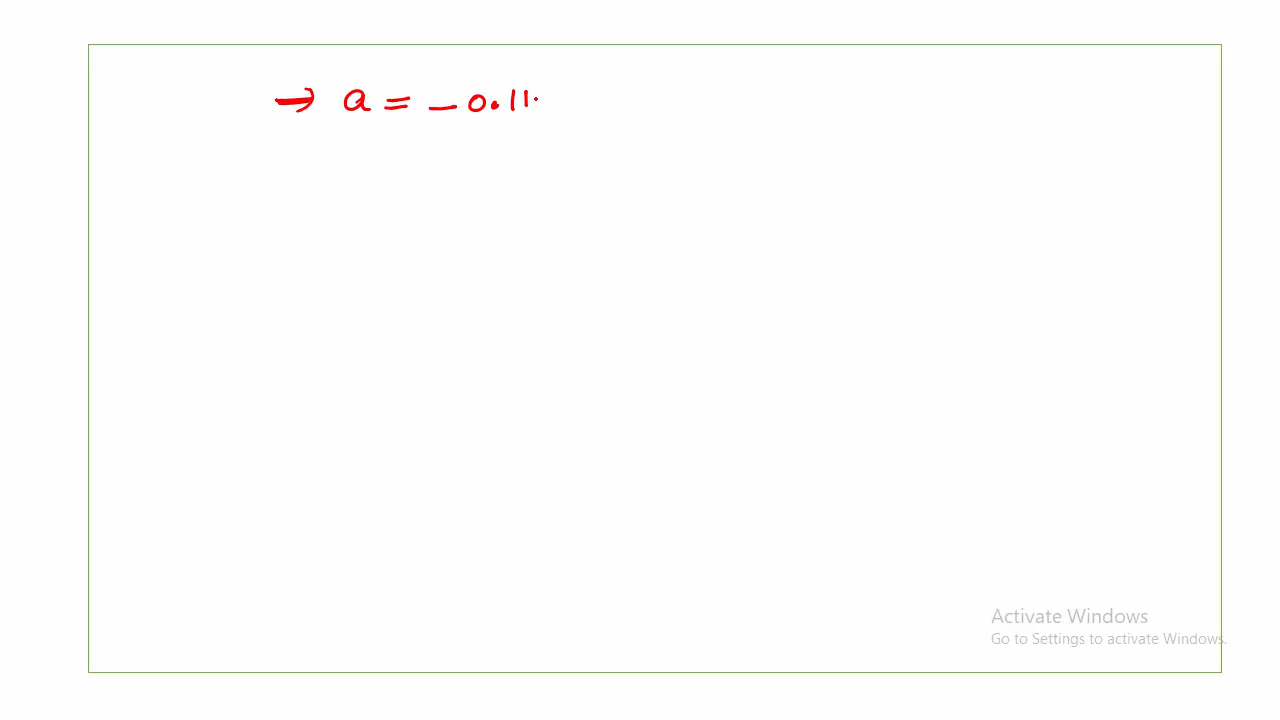 → a = - 0.11.
Activate Windows
Go to Settings to activate Windows.